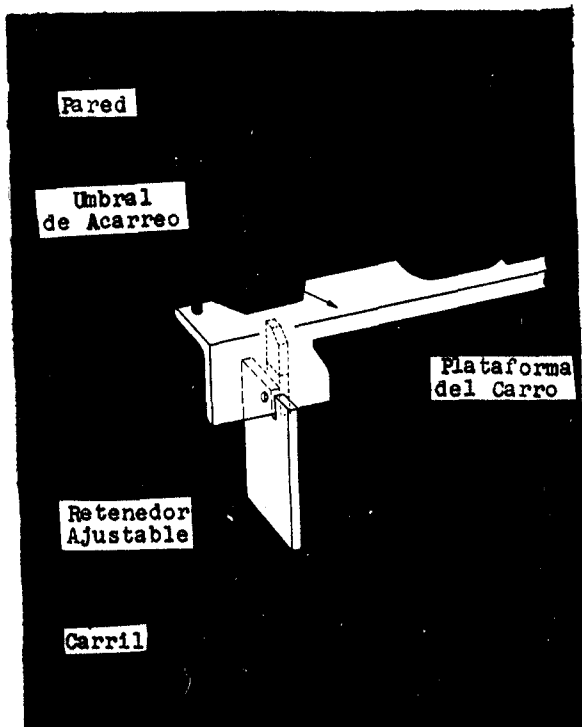 Pared
Umbral
de Acarreo
Plataforma
del Carro
Retenedor
Ajustable
Carril